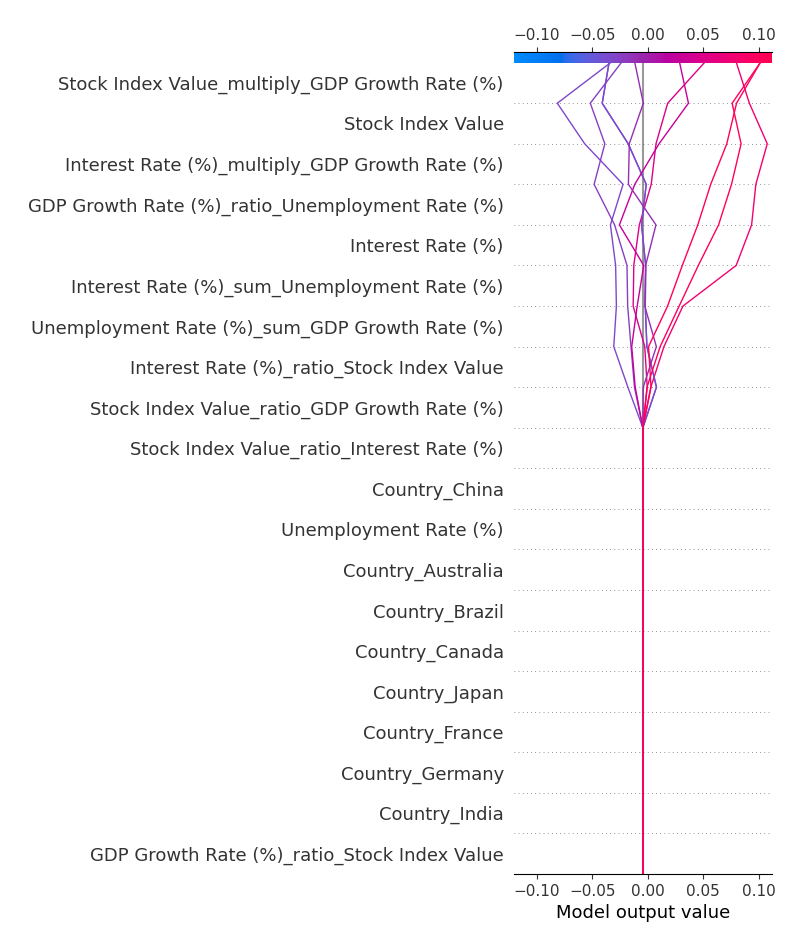 −0.10 −0.05 0.00 0.05 0.10
Stock Index Value_multiply_GDP Growth Rate (%)
Stock Index Value
Interest Rate (%)_multiply_GDP Growth Rate (%)
GDP Growth Rate (%)_ratio_Unemployment Rate (%)
Interest Rate (%)
Interest Rate (%)_sum_Unemployment Rate (%)
Unemployment Rate (%)_sum_GDP Growth Rate (%)
Interest Rate (%)_ratio_Stock Index Value
Stock Index Value_ratio_GDP Growth Rate (%)
Stock Index Value_ratio_Interest Rate (%)
Country_China
Unemployment Rate (%)
Country_Australia
Country_Brazil
Country_Canada
Country_Japan
Country_France
Country_Germany
Country_India
GDP Growth Rate (%)_ratio_Stock Index Value
−0.10 −0.05 0.00 0.05 0.10
Model output value